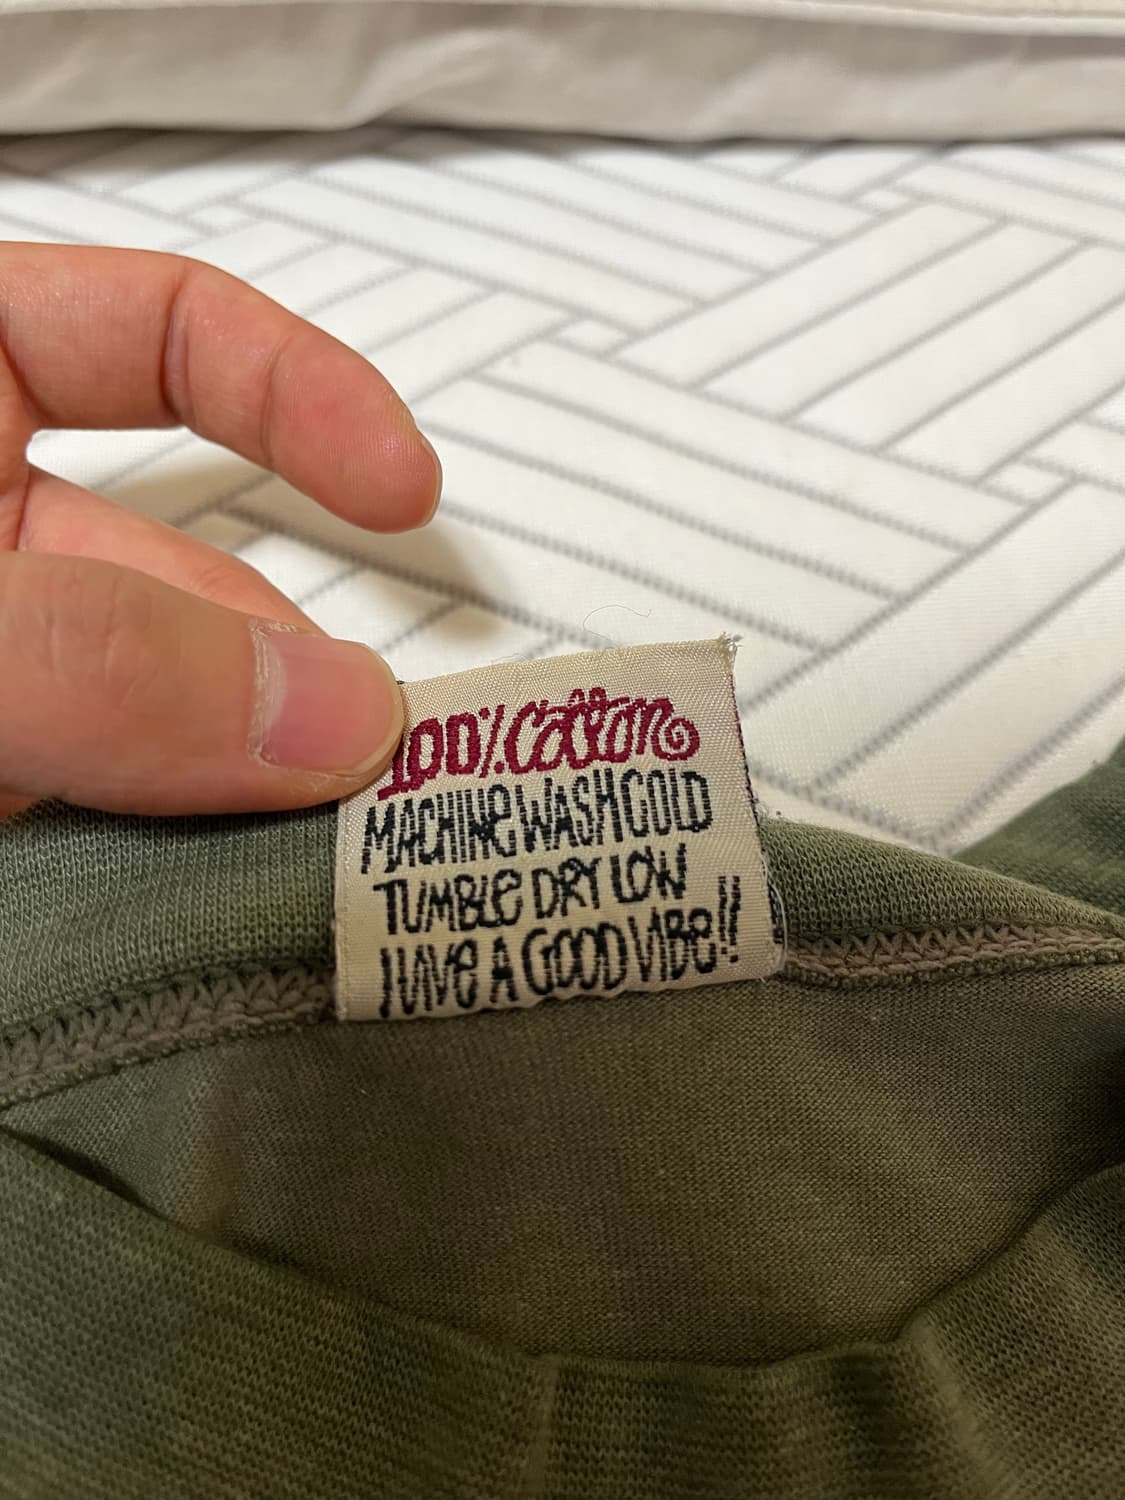 100% Cotton
MACHINE WASH COLD
TUMBLE DRY LOW
HAVE A GOOD VIBE!!